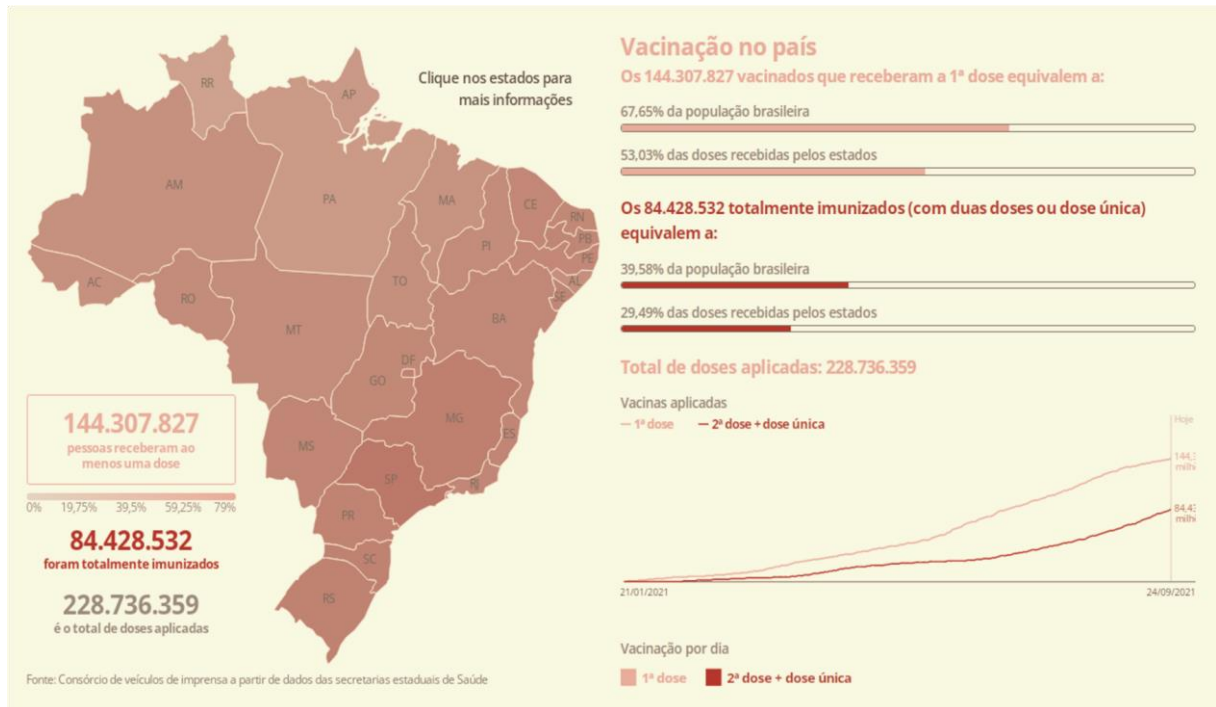 Clique nos estados para
mais informações
RR
AP
AM
PA
MA
CE
RN
PB
PE
AL
SE
PI
AC
RO
TO
BA
MT
DF
GO
MG
ES
MS
SP
RJ
PR
SC
RS
144.307.827
pessoas receberam ao
menos uma dose
0% 19,75% 39,5% 59,25% 79%
84.428.532
foram totalmente imunizados
228.736.359
é o total de doses aplicadas
Fonte: Consórcio de veículos de imprensa a partir de dados das secretarias estaduais de Saúde
Vacinação no país
Os 144.307.827 vacinados que receberam a 1ª dose equivalem a:
67,65% da população brasileira
53,03% das doses recebidas pelos estados
Os 84.428.532 totalmente imunizados (com duas doses ou dose única)
equivalem a:
39,58% da população brasileira
29,49% das doses recebidas pelos estados
Total de doses aplicadas: 228.736.359
Vacinas aplicadas
1ª dose 2ª dose + dose única
Hoje
144,3
milh
84,43
milh
21/01/2021 24/09/2021
Vacinação por dia
1ª dose 2ª dose + dose única